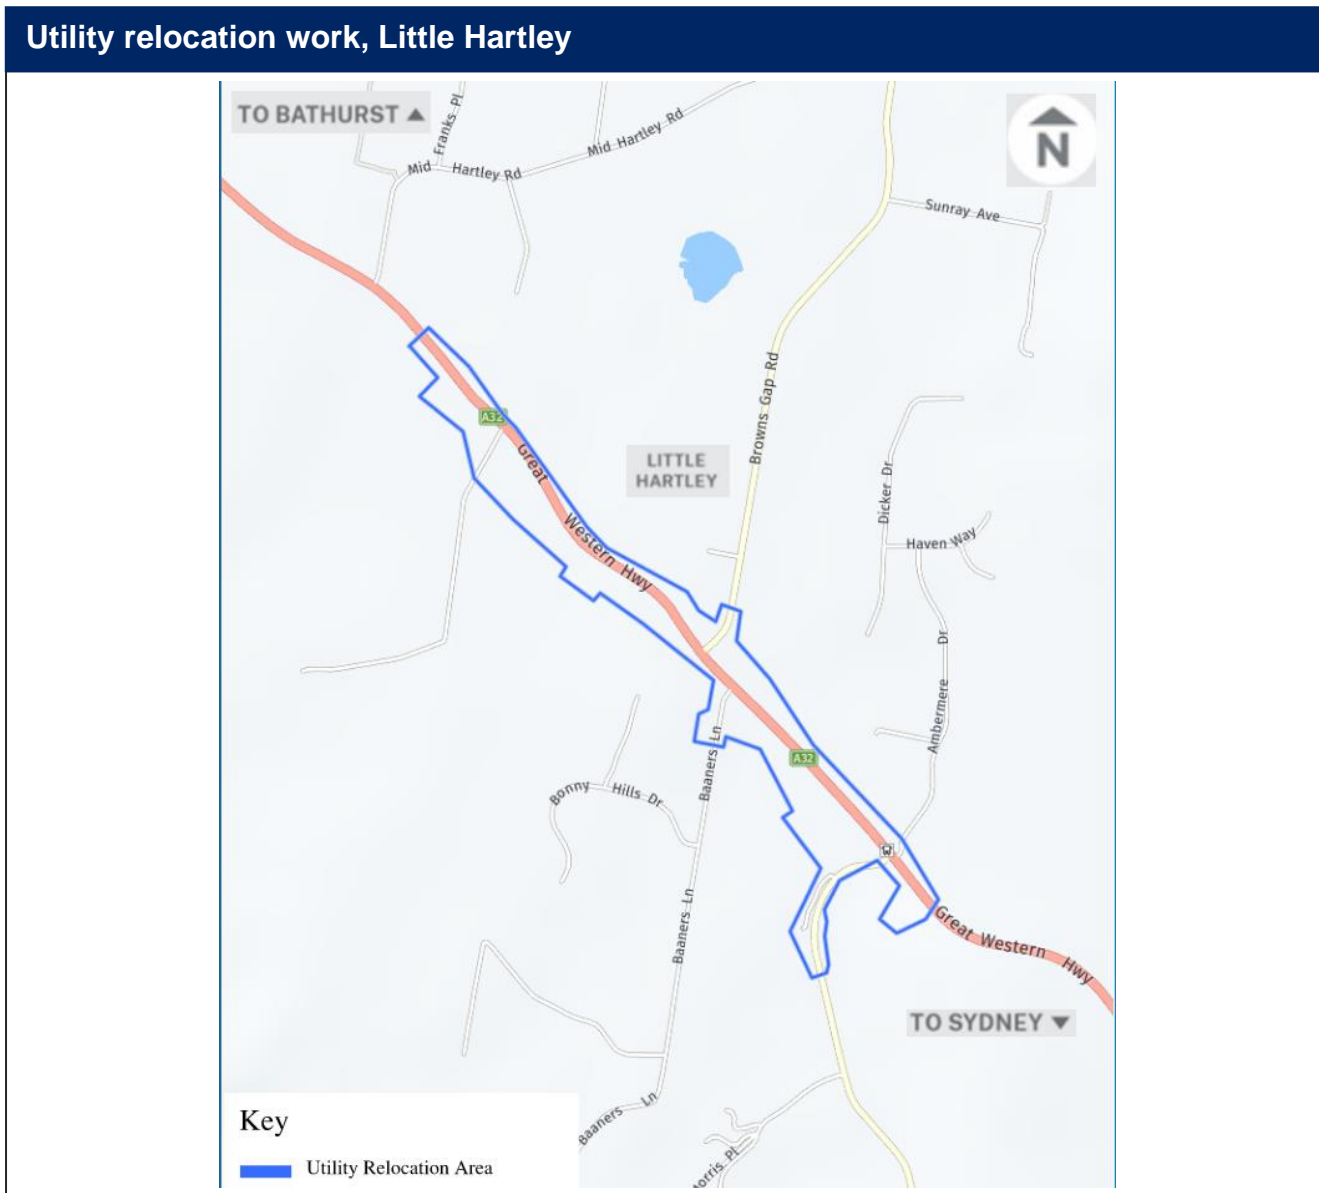 Utility relocation work, Little Hartley
TO BATHURST ▲
N
Franks Pl
Mid Hartley Rd
Mid Hartley Rd
Sunray Ave
Browns Gap Rd
A32
Great Western Hwy
LITTLE
HARTLEY
Dicker Dr
Haven Way
Ambermere Dr
Baaners Ln
A32
Bonny Hills Dr
Baaners Ln
Great Western Hwy
TO SYDNEY ▼
Baaners Ln
orris Pl
Key
Utility Relocation Area